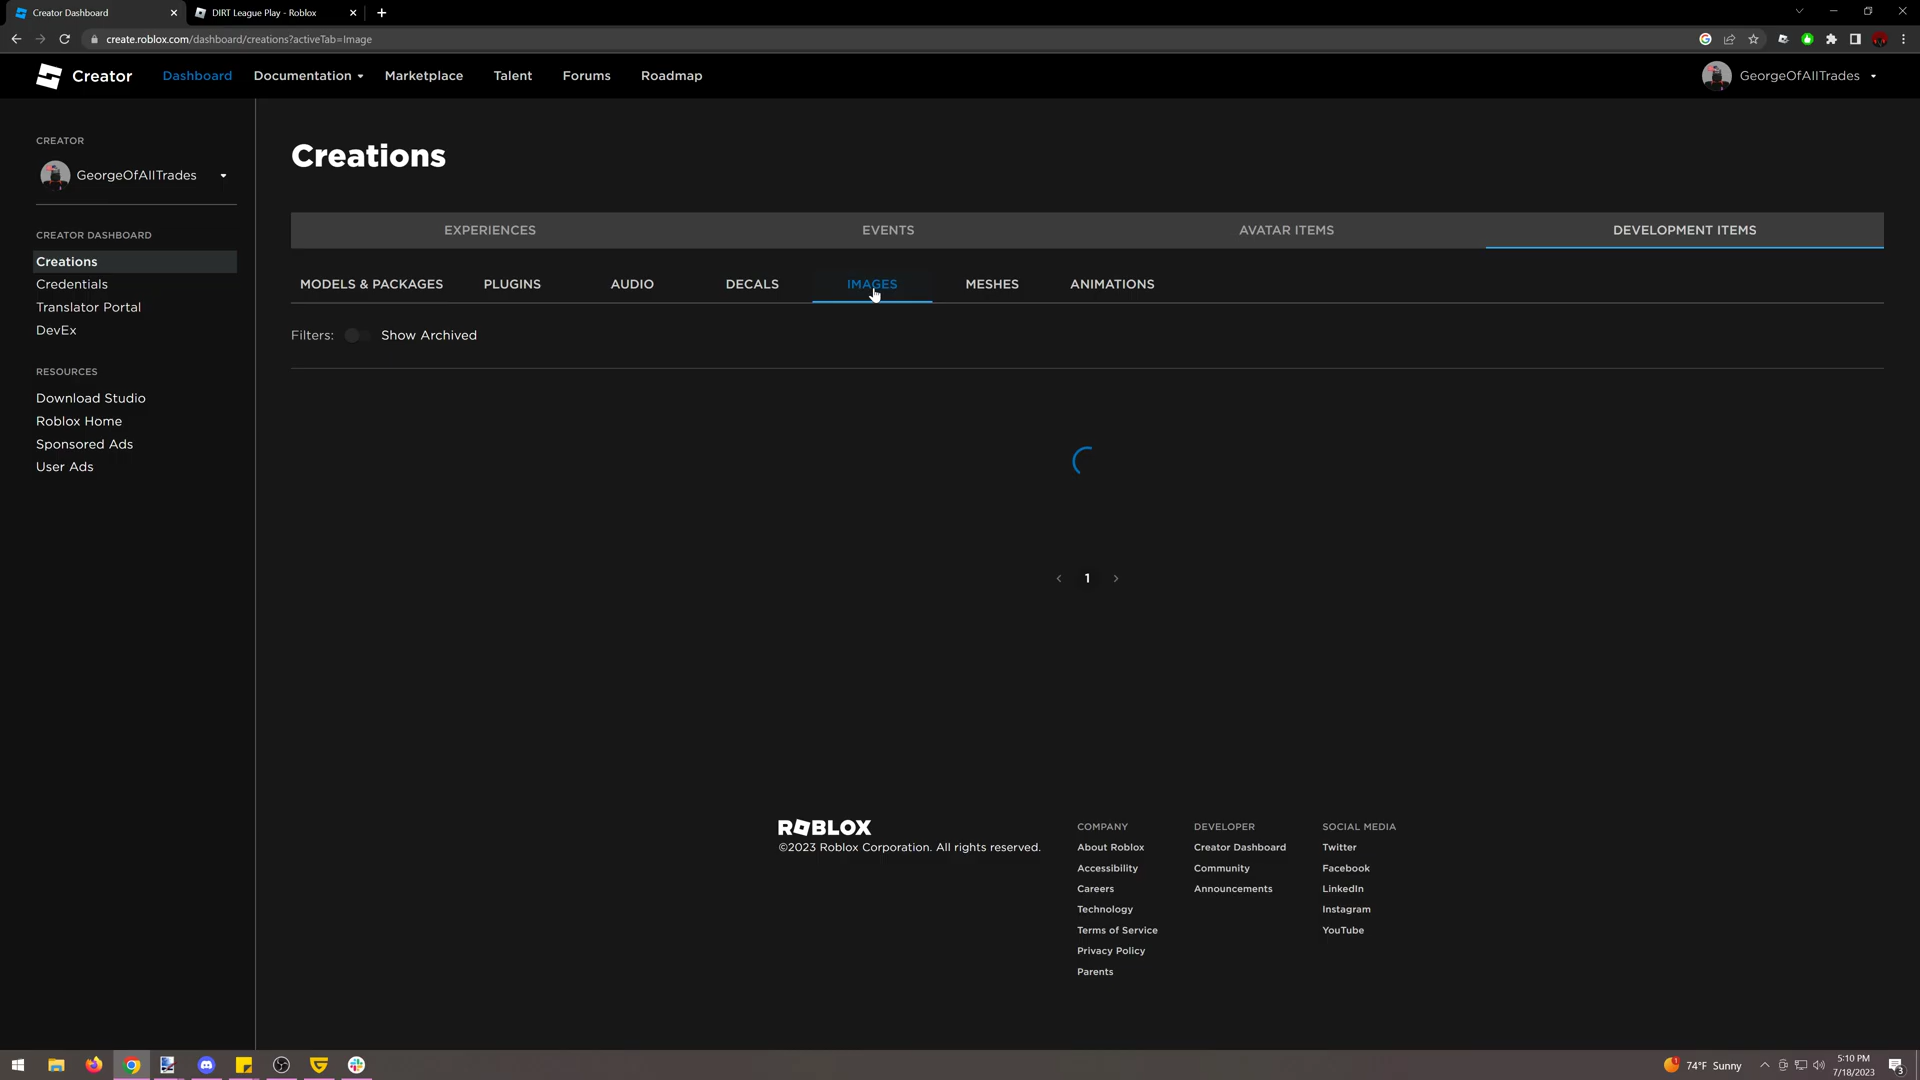 Creator Dashboard
DIRT League Play - Roblox
create.roblox.com/dashboard/creations?activeTab=Image
Creator
Dashboard
Documentation
Marketplace
Talent
Forums
Roadmap
GeorgeOfAllTrades
CREATOR
GeorgeOfAllTrades
CREATOR DASHBOARD
Creations
Credentials
Translator Portal
DevEx
RESOURCES
Download Studio
Roblox Home
Sponsored Ads
User Ads
Creations
EXPERIENCES
EVENTS
AVATAR ITEMS
DEVELOPMENT ITEMS
MODELS & PACKAGES
PLUGINS
AUDIO
DECALS
IMAGES
MESHES
ANIMATIONS
Filters:
Show Archived
1
ROBLOX
©2023 Roblox Corporation. All rights reserved.
COMPANY
About Roblox
Accessibility
Careers
Technology
Terms of Service
Privacy Policy
Parents
DEVELOPER
Creator Dashboard
Community
Announcements
SOCIAL MEDIA
Twitter
Facebook
LinkedIn
Instagram
YouTube
74°F Sunny
5:10 PM
7/18/2023
3